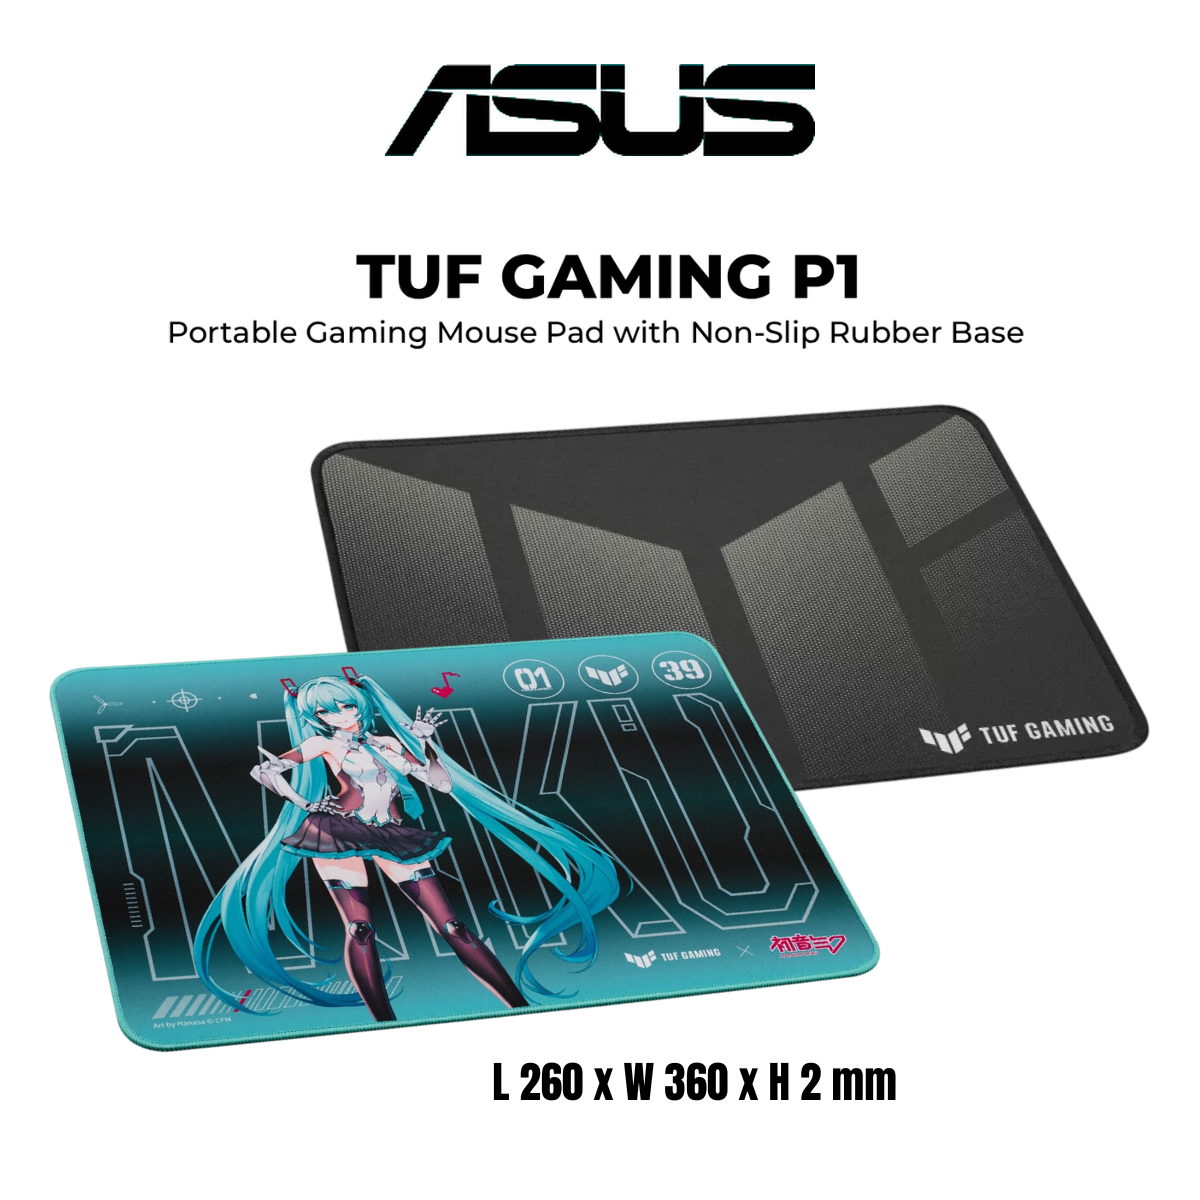 ASUS
TUF GAMING P1
Portable Gaming Mouse Pad with Non-Slip Rubber Base
TUF GAMING
01
39
MIKU
TUF GAMING × 初音ミク
Art by Hanasa © CFM
L 260 x W 360 x H 2 mm